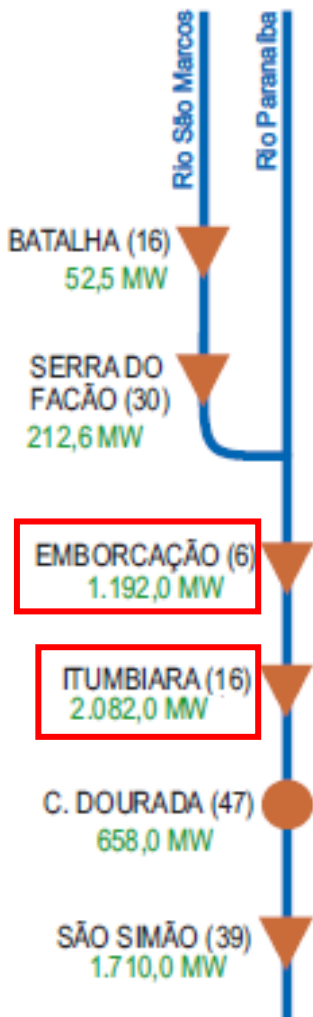 Rio São Marcos
Rio Paranaíba
BATALHA (16)
52,5 MW
SERRA DO
FACÃO (30)
212,6 MW
EMBORCAÇÃO (6)
1.192,0 MW
ITUMBIARA (16)
2.082,0 MW
C. DOURADA (47)
658,0 MW
SÃO SIMÃO (39)
1.710,0 MW